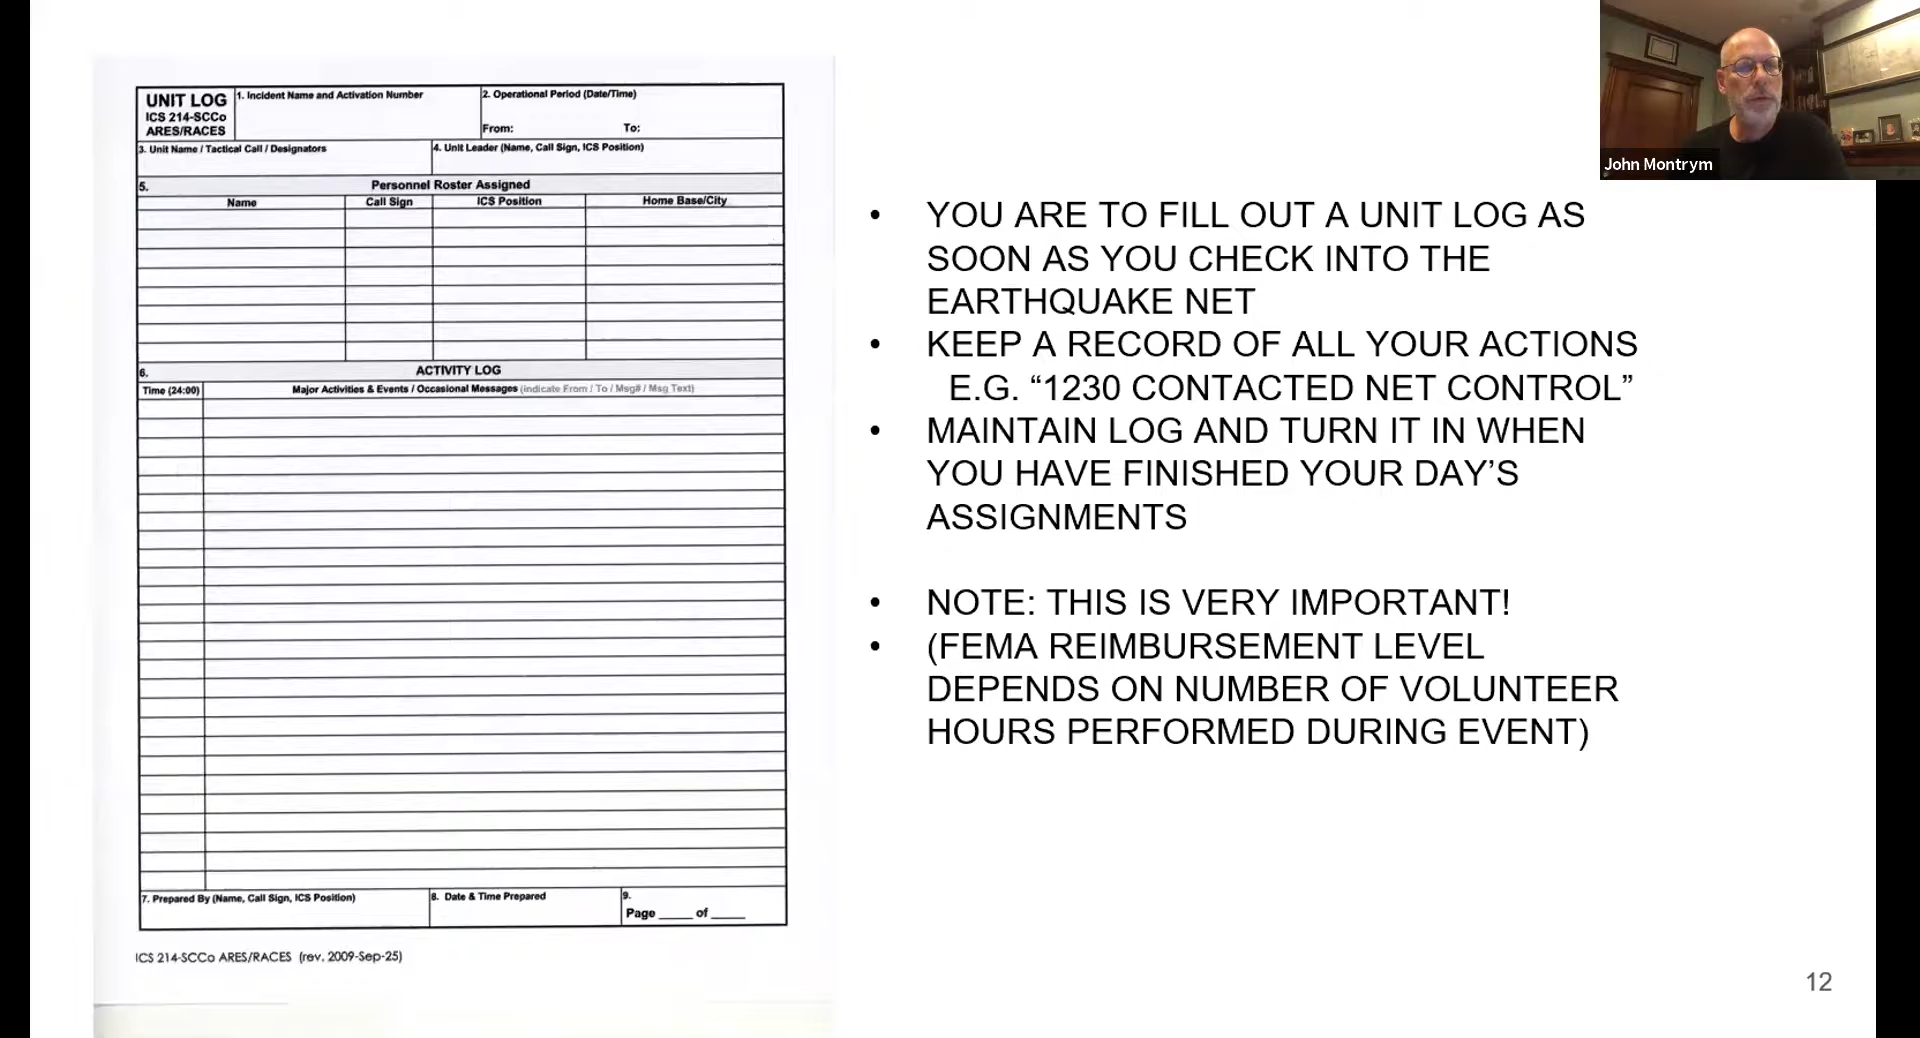 UNIT LOG
ICS 214-SCCo
ARES/RACES
1. Incident Name and Activation Number
2. Operational Period (Date/Time)
From: To:
3. Unit Name / Tactical Call / Designators
4. Unit Leader (Name, Call Sign, ICS Position)
5. Personnel Roster Assigned
Name Call Sign ICS Position Home Base/City
6. ACTIVITY LOG
Time (24:00) Major Activities & Events / Occasional Messages (indicate From / To / Msg# / Msg Text)
7. Prepared By (Name, Call Sign, ICS Position)
8. Date & Time Prepared
9.
Page _____ of _____
ICS 214-SCCo ARES/RACES (rev. 2009-Sep-25)
• YOU ARE TO FILL OUT A UNIT LOG AS
SOON AS YOU CHECK INTO THE
EARTHQUAKE NET
• KEEP A RECORD OF ALL YOUR ACTIONS
E.G. “1230 CONTACTED NET CONTROL”
• MAINTAIN LOG AND TURN IT IN WHEN
YOU HAVE FINISHED YOUR DAY’S
ASSIGNMENTS
• NOTE: THIS IS VERY IMPORTANT!
• (FEMA REIMBURSEMENT LEVEL
DEPENDS ON NUMBER OF VOLUNTEER
HOURS PERFORMED DURING EVENT)
John Montrym
12